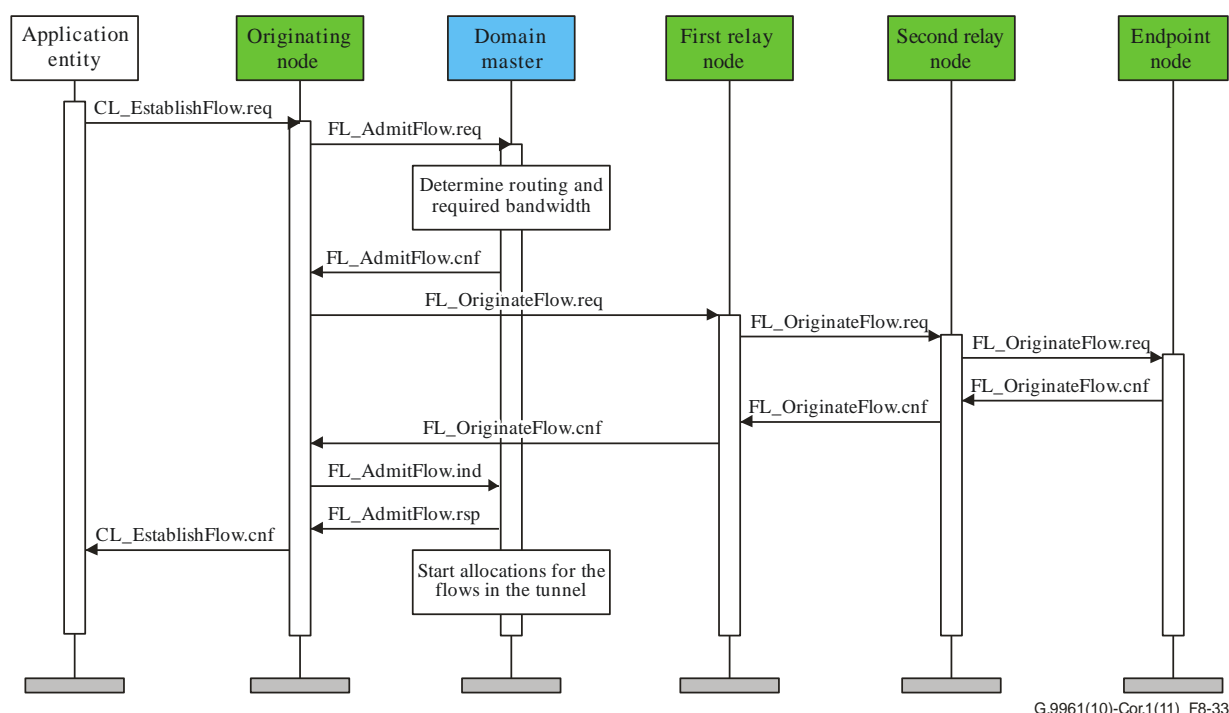 Application
entity
Originating
node
Domain
master
First relay
node
Second relay
node
Endpoint
node
CL_EstablishFlow.req
FL_AdmitFlow.req
Determine routing and
required bandwidth
FL_AdmitFlow.cnf
FL_OriginateFlow.req
FL_OriginateFlow.req
FL_OriginateFlow.req
FL_OriginateFlow.cnf
FL_OriginateFlow.cnf
FL_OriginateFlow.cnf
FL_AdmitFlow.ind
FL_AdmitFlow.rsp
CL_EstablishFlow.cnf
Start allocations for the
flows in the tunnel
G.9961(10)-Cor.1(11)_F8-33